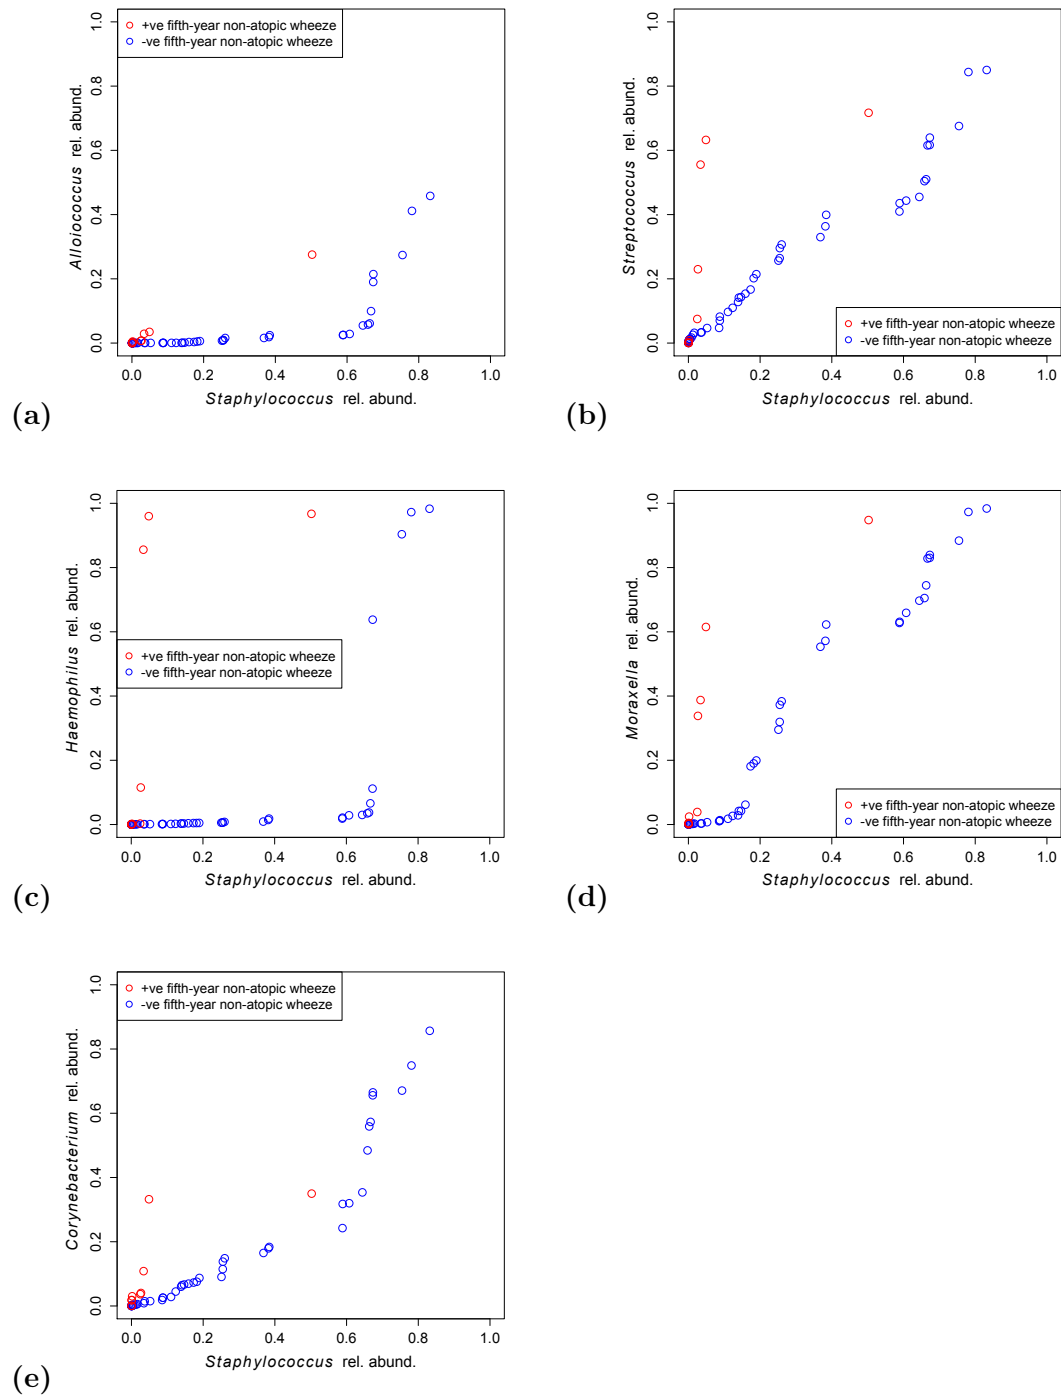 +ve fifth-year non-atopic wheeze
-ve fifth-year non-atopic wheeze
Alloiococcus rel. abund.
0.0 0.2 0.4 0.6 0.8 1.0
0.0 0.2 0.4 0.6 0.8 1.0
Staphylococcus rel. abund.
(a)
Streptococcus rel. abund.
0.0 0.2 0.4 0.6 0.8 1.0
+ve fifth-year non-atopic wheeze
-ve fifth-year non-atopic wheeze
0.0 0.2 0.4 0.6 0.8 1.0
Staphylococcus rel. abund.
(b)
Haemophilus rel. abund.
0.0 0.2 0.4 0.6 0.8 1.0
+ve fifth-year non-atopic wheeze
-ve fifth-year non-atopic wheeze
0.0 0.2 0.4 0.6 0.8 1.0
Staphylococcus rel. abund.
(c)
Moraxella rel. abund.
0.0 0.2 0.4 0.6 0.8 1.0
+ve fifth-year non-atopic wheeze
-ve fifth-year non-atopic wheeze
0.0 0.2 0.4 0.6 0.8 1.0
Staphylococcus rel. abund.
(d)
+ve fifth-year non-atopic wheeze
-ve fifth-year non-atopic wheeze
Corynebacterium rel. abund.
0.0 0.2 0.4 0.6 0.8 1.0
0.0 0.2 0.4 0.6 0.8 1.0
Staphylococcus rel. abund.
(e)